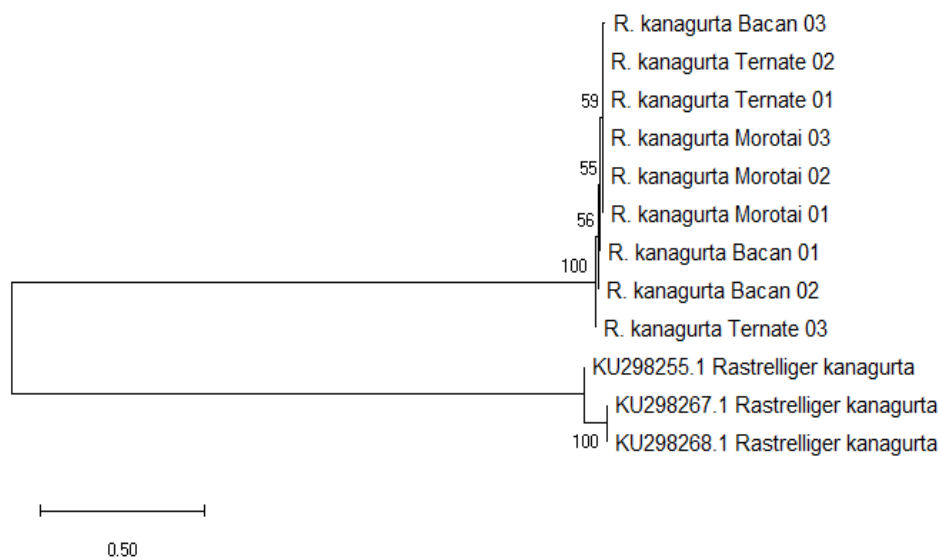 R. kanagurta Bacan 03
R. kanagurta Ternate 02
59
R. kanagurta Ternate 01
R. kanagurta Morotai 03
55
R. kanagurta Morotai 02
56
R. kanagurta Morotai 01
R. kanagurta Bacan 01
100
R. kanagurta Bacan 02
R. kanagurta Ternate 03
KU298255.1 Rastrelliger kanagurta
KU298267.1 Rastrelliger kanagurta
100
KU298268.1 Rastrelliger kanagurta
0.50